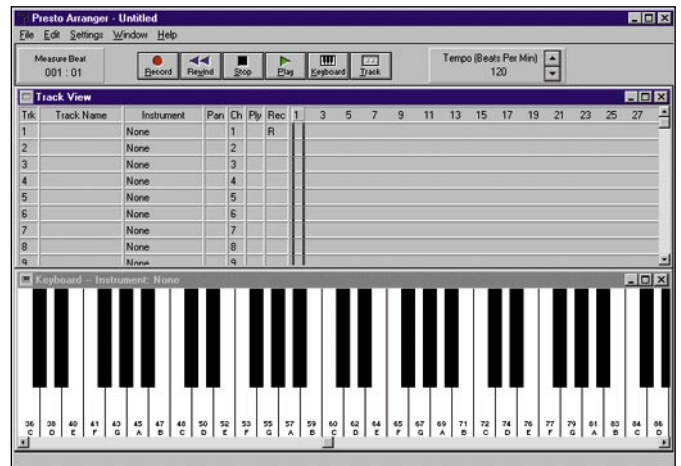 Presto Arranger - Untitled
File Edit Settings Window Help
Measure:Beat
001 : 01
Record Rewind Stop Play Keyboard Track
Tempo (Beats Per Min)
120
Track View
Trk Track Name Instrument Pan Ch Ply Rec 1 3 5 7 9 11 13 15 17 19 21 23 25 27
1 None 1 R
2 None 2
3 None 3
4 None 4
5 None 5
6 None 6
7 None 7
8 None 8
9 None 9
Keyboard -- Instrument: None
36 38 40 41 43 45 47 48 50 52 53 55 57 59 60 62 64 65 67 69 71 72 74 76 77 79 81 83 84 86
C D E F G A B C D E F G A B C D E F G A B C D E F G A B C D